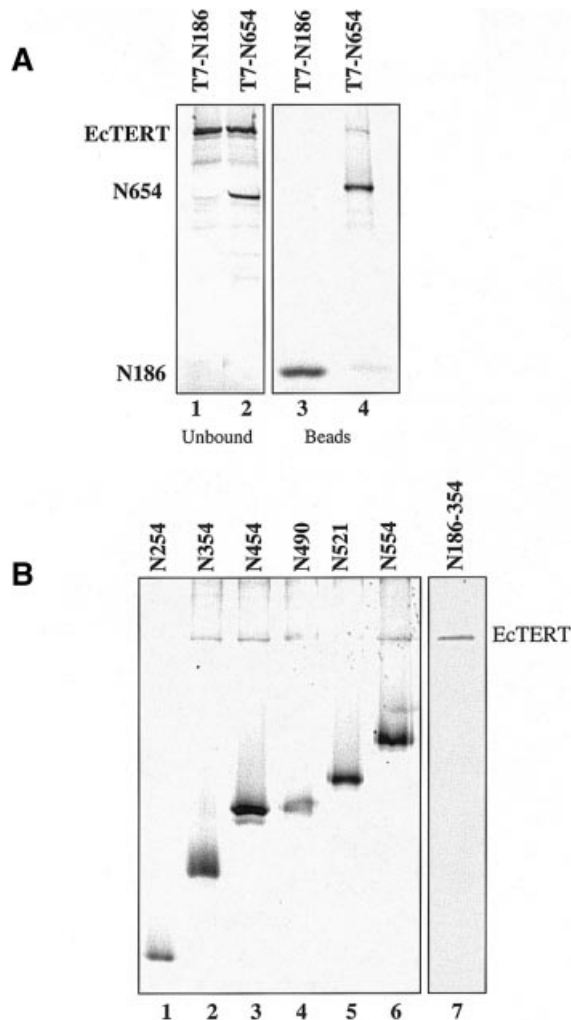 A
T7-N186
T7-N654
T7-N186
T7-N654
EcTERT
N654
N186
1 2 3 4
Unbound Beads
B
N254
N354
N454
N490
N521
N554
N186-354
EcTERT
1 2 3 4 5 6 7